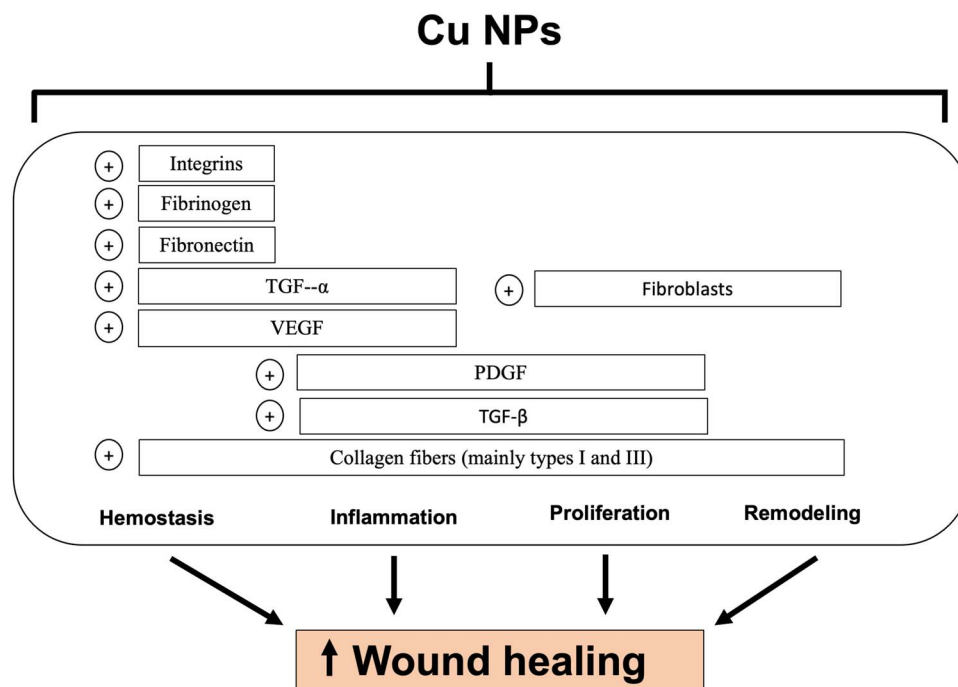 Cu NPs
+ Integrins
+ Fibrinogen
+ Fibronectin
+ TGF--α
+ Fibroblasts
+ VEGF
+ PDGF
+ TGF-β
+ Collagen fibers (mainly types I and III)
Hemostasis Inflammation Proliferation Remodeling
Wound healing